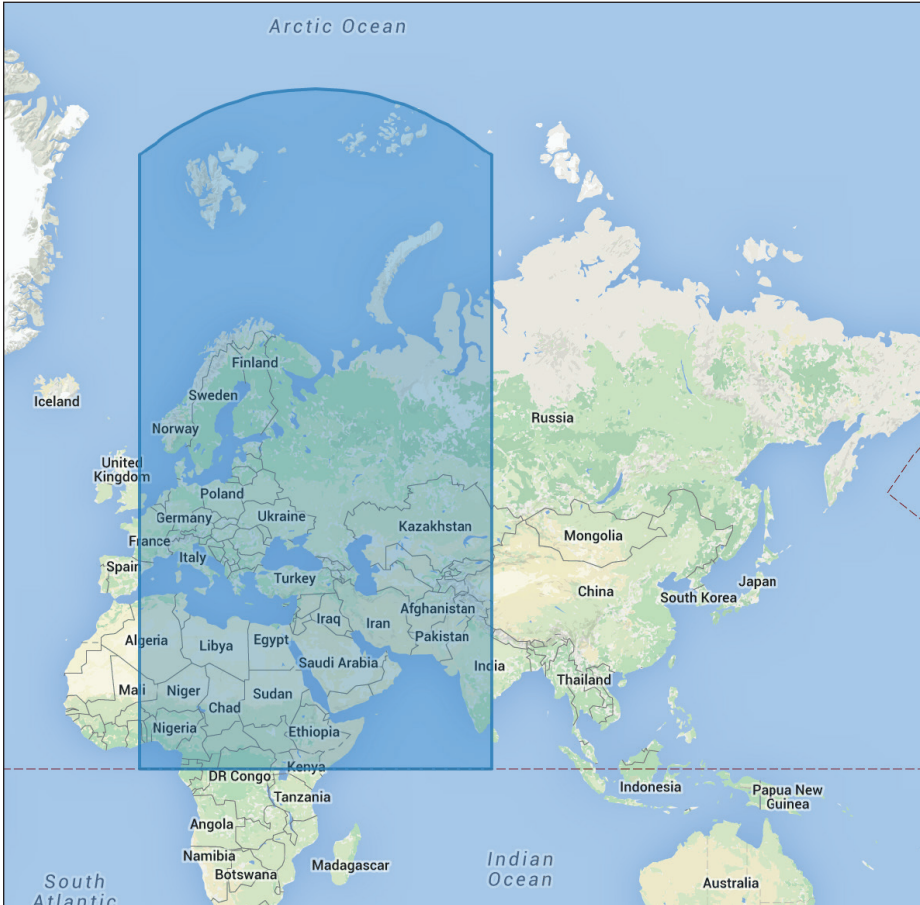 Arctic Ocean
Finland
Iceland
Sweden
Russia
Norway
United
Kingdom
Poland
Germany
Ukraine
Kazakhstan
Mongolia
France
Italy
Spain
Turkey
China
Japan
South Korea
Afghanistan
Iraq
Iran
Pakistan
Algeria
Libya
Egypt
Saudi Arabia
India
Thailand
Mali
Niger
Sudan
Chad
Nigeria
Ethiopia
Kenya
DR Congo
Indonesia
Papua New
Guinea
Tanzania
Angola
Namibia
Botswana
Madagascar
Indian
Ocean
South
Atlantic
Australia